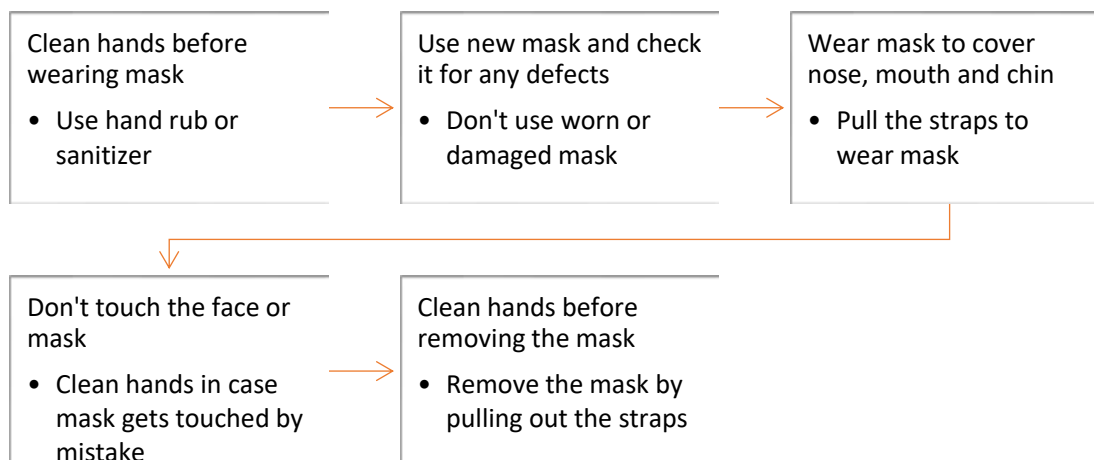 Clean hands before
wearing mask
• Use hand rub or
sanitizer
Use new mask and check
it for any defects
• Don't use worn or
damaged mask
Wear mask to cover
nose, mouth and chin
• Pull the straps to
wear mask
Don't touch the face or
mask
• Clean hands in case
mask gets touched by
mistake
Clean hands before
removing the mask
• Remove the mask by
pulling out the straps